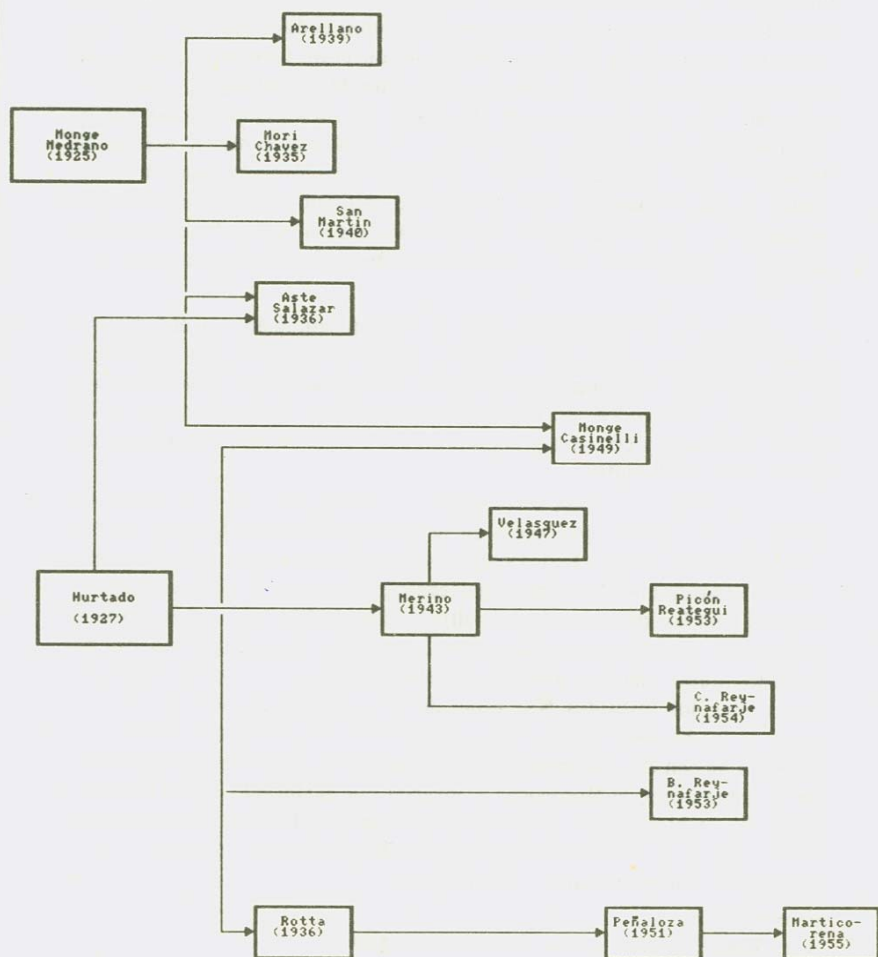 Arellano
(1939)
Monge
Medrano
(1925)
Mori
Chavez
(1935)
San
Martin
(1940)
Aste
Salazar
(1936)
Monge
Casinelli
(1949)
Velasquez
(1947)
Hurtado
(1927)
Merino
(1943)
Picón
Reategui
(1953)
C. Rey-
nafarje
(1954)
B. Rey-
nafarje
(1953)
Rotta
(1936)
Peñaloza
(1951)
Martico-
rena
(1955)